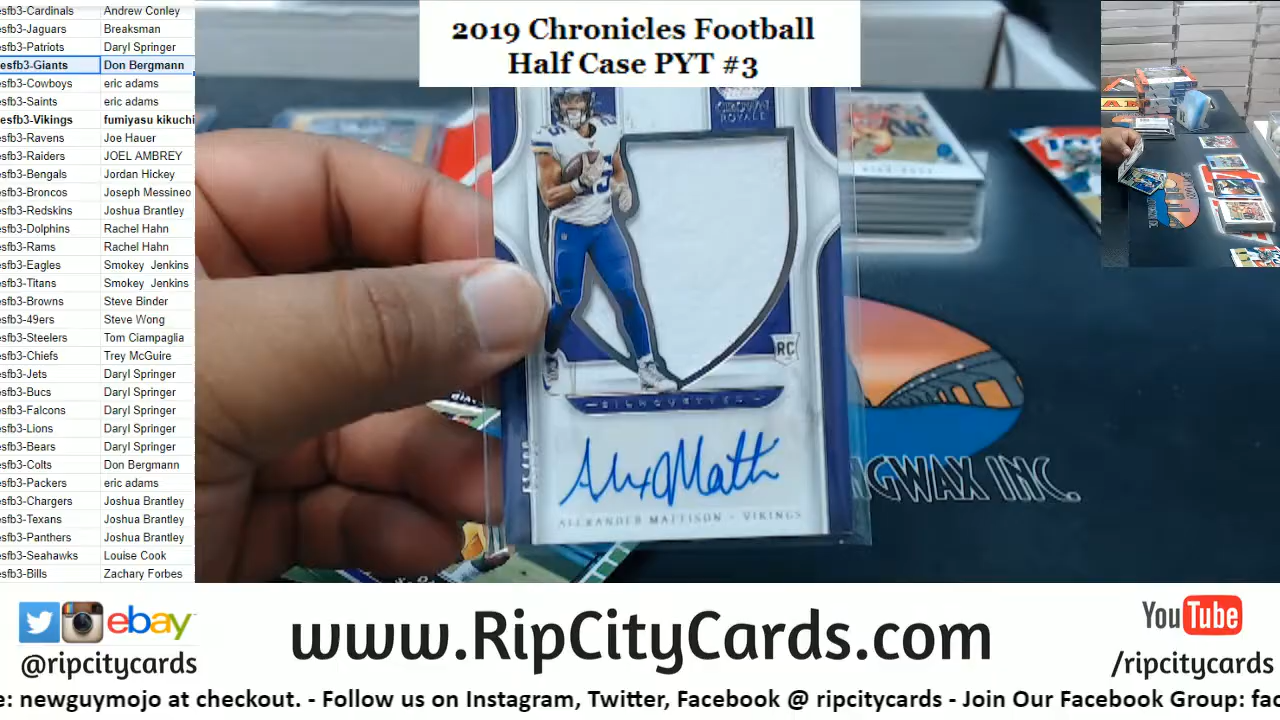 2019 Chronicles Football
Half Case PYT #3
esfb3-Cardinals Andrew Conley
esfb3-Jaguars Breaksman
esfb3-Patriots Daryl Springer
esfb3-Giants Don Bergmann
esfb3-Cowboys eric adams
esfb3-Saints eric adams
esfb3-Vikings fumiyasu kikuchi
esfb3-Ravens Joe Hauer
esfb3-Raiders JOEL AMBREY
esfb3-Bengals Jordan Hickey
esfb3-Broncos Joseph Messineo
esfb3-Redskins Joshua Brantley
esfb3-Dolphins Rachel Hahn
esfb3-Rams Rachel Hahn
esfb3-Eagles Smokey Jenkins
esfb3-Titans Smokey Jenkins
esfb3-Browns Steve Binder
esfb3-49ers Steve Wong
esfb3-Steelers Tom Ciampaglia
esfb3-Chiefs Trey McGuire
esfb3-Jets Daryl Springer
esfb3-Bucs Daryl Springer
esfb3-Falcons Daryl Springer
esfb3-Lions Daryl Springer
esfb3-Bears Daryl Springer
esfb3-Colts Don Bergmann
esfb3-Packers eric adams
esfb3-Chargers Joshua Brantley
esfb3-Texans Joshua Brantley
esfb3-Panthers Joshua Brantley
esfb3-Seahawks Louise Cook
esfb3-Bills Zachary Forbes
CROWN
ROYALE
RC
SILHOUETTES
Alex Matt
ALEXANDER MATTISON - VIKINGS
NGWAX INC.
ebay
@ripcitycards
www.RipCityCards.com
YouTube
/ripcitycards
e: newguymojo at checkout. - Follow us on Instagram, Twitter, Facebook @ ripcitycards - Join Our Facebook Group: fac